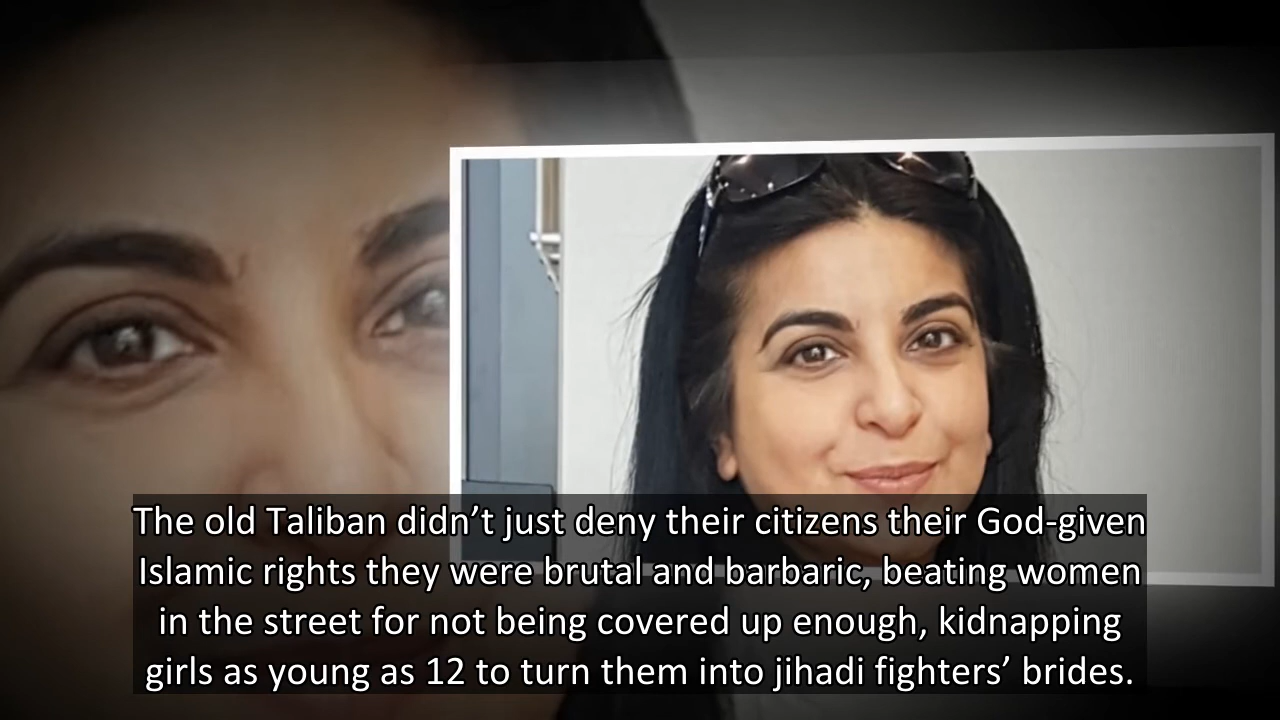 The old Taliban didn’t just deny their citizens their God-given
Islamic rights they were brutal and barbaric, beating women
in the street for not being covered up enough, kidnapping
girls as young as 12 to turn them into jihadi fighters’ brides.